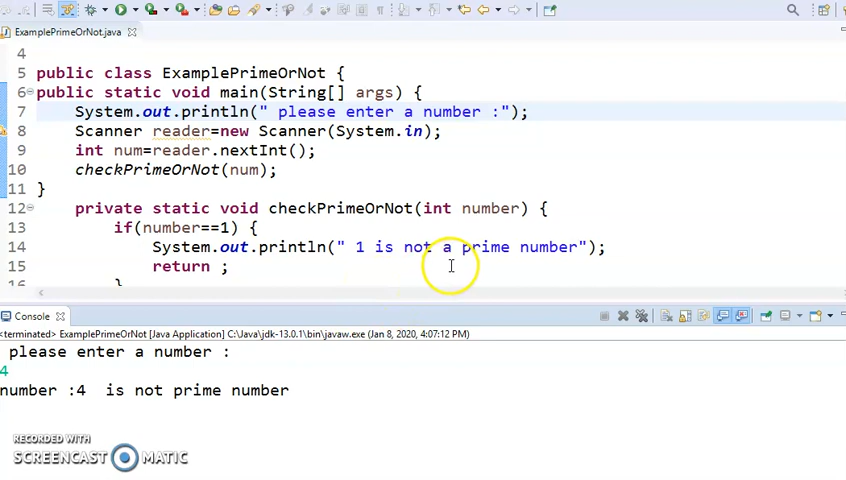 ExamplePrimeOrNot.java
4
5 public class ExamplePrimeOrNot {
6 public static void main(String[] args) {
7 System.out.println(" please enter a number :");
8 Scanner reader=new Scanner(System.in);
9 int num=reader.nextInt();
10 checkPrimeOrNot(num);
11 }
12 private static void checkPrimeOrNot(int number) {
13 if(number==1) {
14 System.out.println(" 1 is not a prime number");
15 return ;
}
Console
<terminated> ExamplePrimeOrNot [Java Application] C:\Java\jdk-13.0.1\bin\javaw.exe (Jan 8, 2020, 4:07:12 PM)
please enter a number :
4
number :4  is not prime number
RECORDED WITH
SCREENCAST MATIC